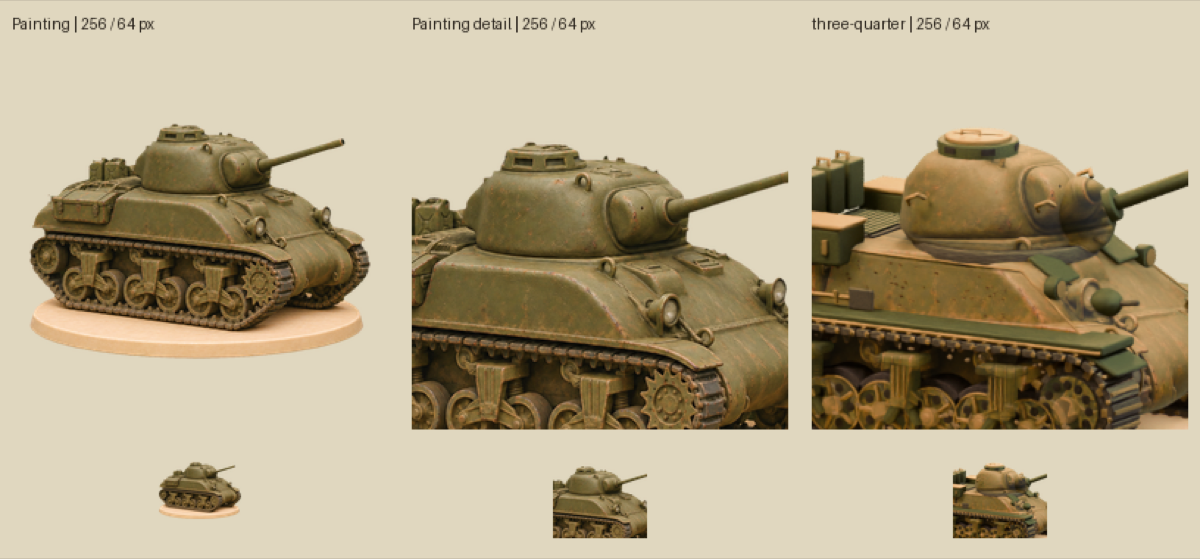 Painting | 256 / 64 px
Painting detail | 256 / 64 px
three-quarter | 256 / 64 px